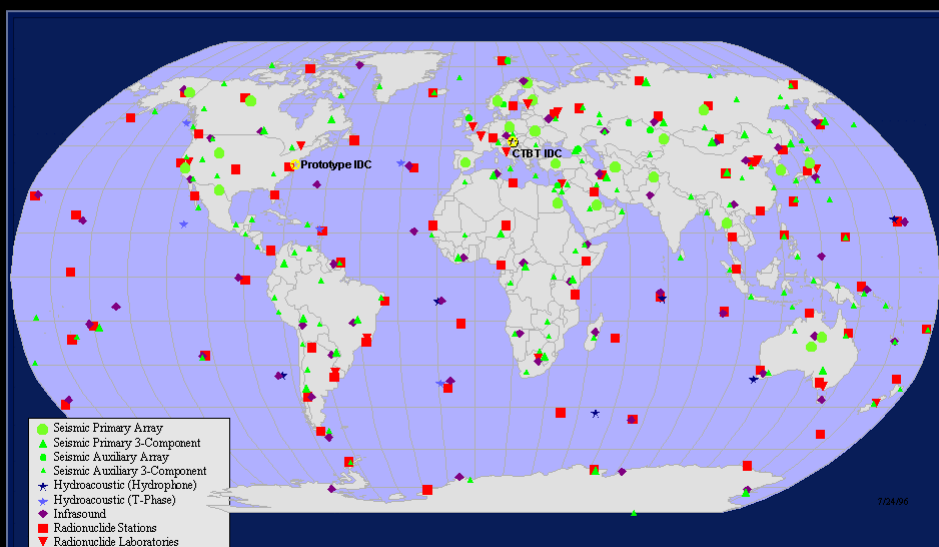 Prototype IDC
CTBT IDC
Seismic Primary Array
Seismic Primary 3-Component
Seismic Auxiliary Array
Seismic Auxiliary 3-Component
Hydroacoustic (Hydrophone)
Hydroacoustic (T-Phase)
Infrasound
Radionuclide Stations
Radionuclide Laboratories
7/24/96